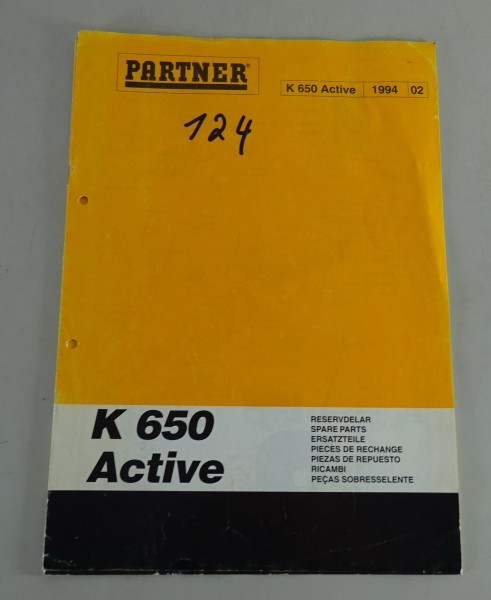 PARTNER®
K 650 Active 1994 02
124
K 650
Active
RESERVDELAR
SPARE PARTS
ERSATZTEILE
PIECES DE RECHANGE
PIEZAS DE REPUESTO
RICAMBI
PEÇAS SOBRESSELENTE